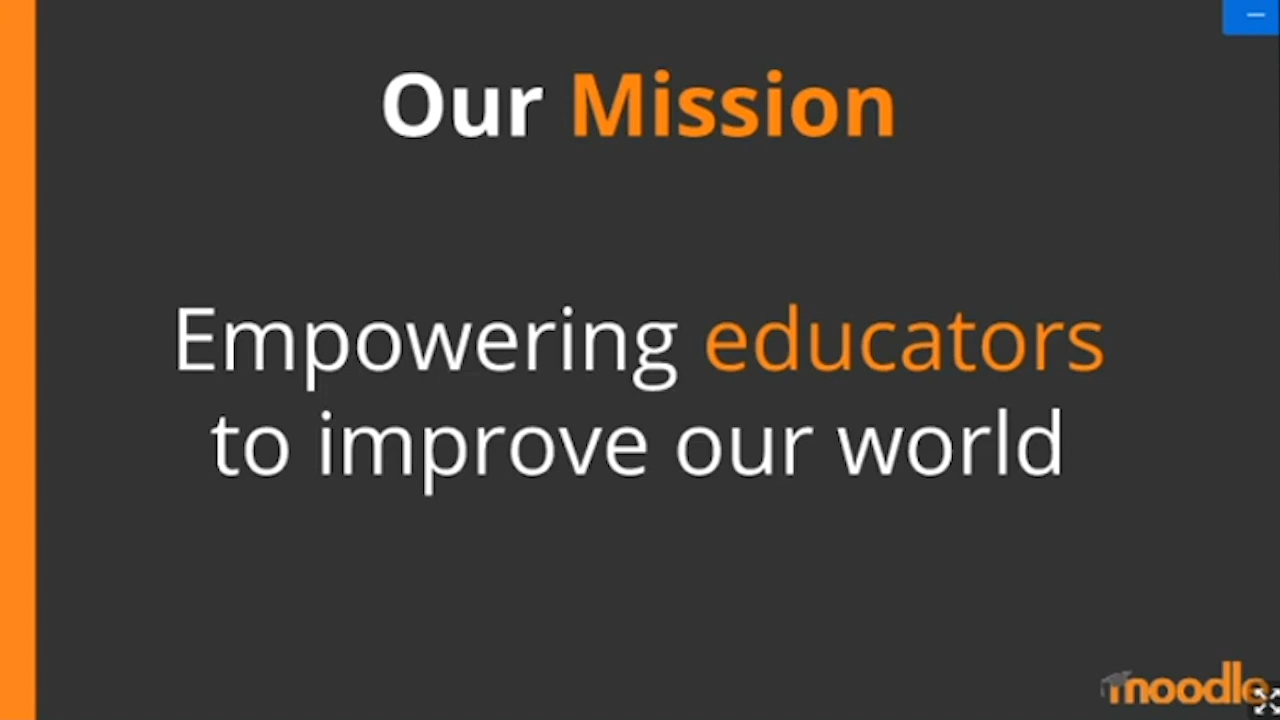 Our Mission
Empowering educators
to improve our world
moodle